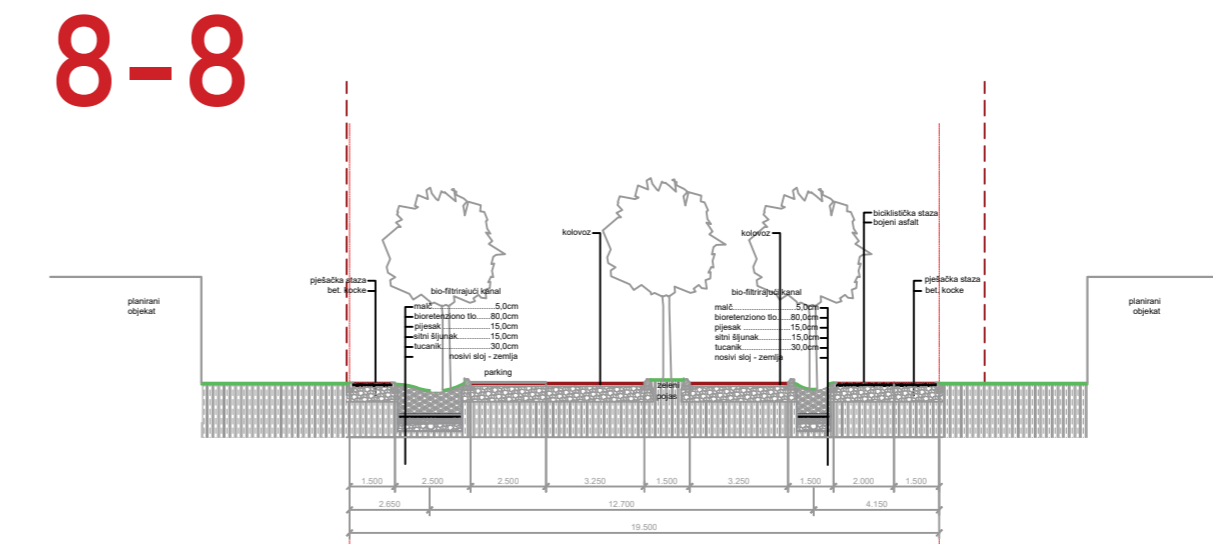 8-8
biciklistička staza
bojeni asfalt
kolovoz
kolovoz
pješačka staza
bet. kocke
pješačka staza
bet. kocke
planirani
objekat
planirani
objekat
bio-filtrirajući kanal
malč 5,0cm
bioretenziono tlo 80,0cm
pijesak 15,0cm
sitni šljunak 15,0cm
tucanik 30,0cm
nosivi sloj - zemlja
bio-filtrirajući kanal
malč 5,0cm
bioretenziono tlo 80,0cm
pijesak 15,0cm
sitni šljunak 15,0cm
tucanik 30,0cm
nosivi sloj - zemlja
parking
zeleni
pojas
1.500 2.500 2.500 3.250 1.500 3.250 1.500 2.000 1.500
2.650 12.700 4.150
19.500